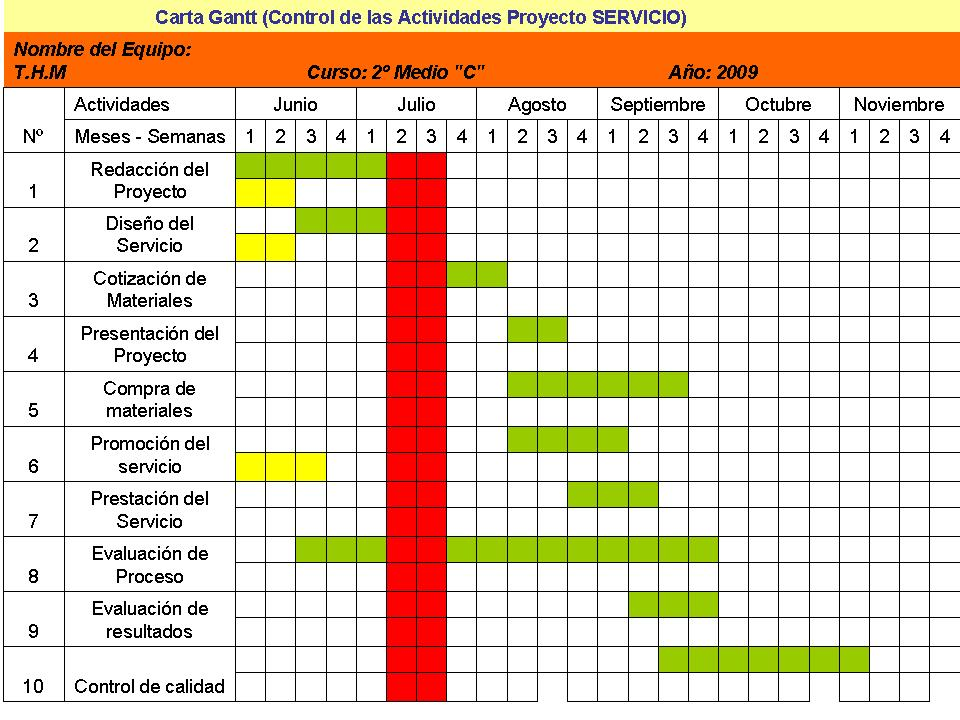 Carta Gantt (Control de las Actividades Proyecto SERVICIO)
Nombre del Equipo:
T.H.M Curso: 2º Medio "C" Año: 2009
Actividades Junio Julio Agosto Septiembre Octubre Noviembre
Nº Meses - Semanas 1 2 3 4 1 2 3 4 1 2 3 4 1 2 3 4 1 2 3 4 1 2 3 4
Redacción del
1 Proyecto
Diseño del
2 Servicio
Cotización de
3 Materiales
Presentación del
4 Proyecto
Compra de
5 materiales
Promoción del
6 servicio
Prestación del
7 Servicio
Evaluación de
8 Proceso
Evaluación de
9 resultados
10 Control de calidad